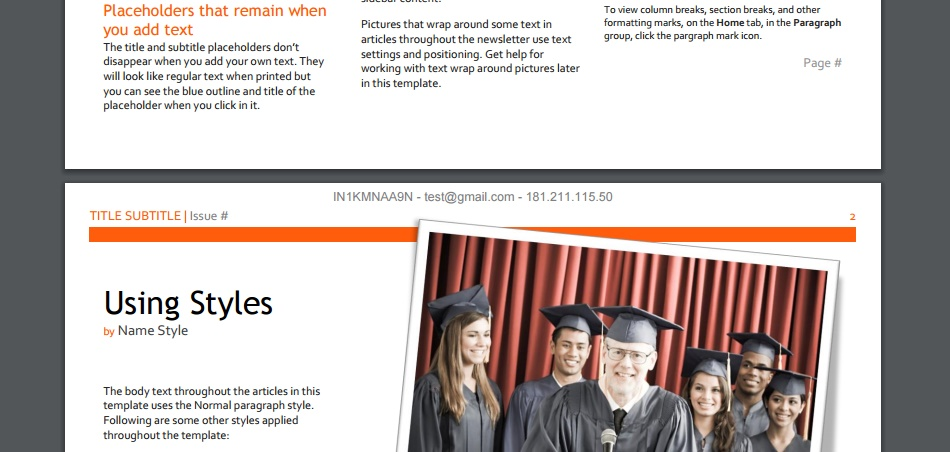 Placeholders that remain when
you add text
The title and subtitle placeholders don't
disappear when you add your own text. They
will look like regular text when printed but
you can see the blue outline and title of the
placeholder when you click in it.
Pictures that wrap around some text in
articles throughout the newsletter use text
settings and positioning. Get help for
working with text wrap around pictures later
in this template.
To view column breaks, section breaks, and other
formatting marks, on the Home tab, in the Paragraph
group, click the pargraph mark icon.
Page #
IN1KMNAA9N - test@gmail.com - 181.211.115.50
TITLE SUBTITLE | Issue #
2
Using Styles
by Name Style
The body text throughout the articles in this
template uses the Normal paragraph style.
Following are some other styles applied
throughout the template: